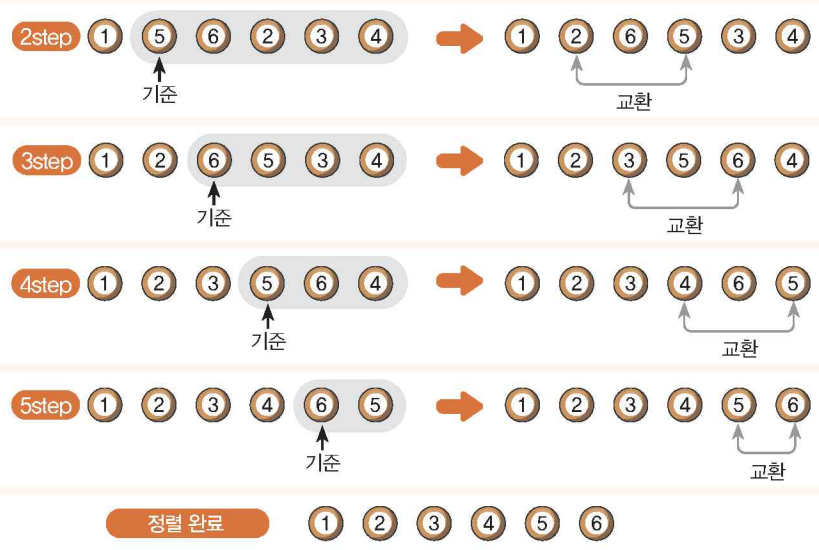 2step 1 5 6 2 3 4 1 2 6 5 3 4
기준 교환
3step 1 2 6 5 3 4 1 2 3 5 6 4
기준 교환
4step 1 2 3 5 6 4 1 2 3 4 6 5
기준 교환
5step 1 2 3 4 6 5 1 2 3 4 5 6
기준 교환
정렬 완료 1 2 3 4 5 6